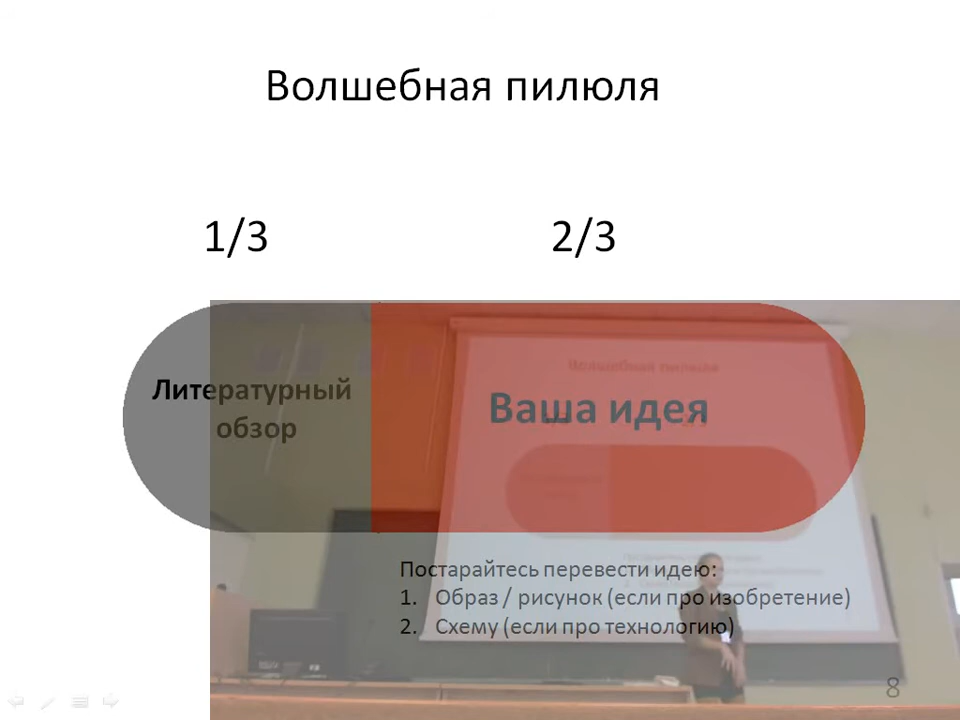 Волшебная пилюля
1/3
2/3
Литературный
обзор
Ваша идея
Постарайтесь перевести идею:
1. Образ / рисунок (если про изобретение)
2. Схему (если про технологию)
8